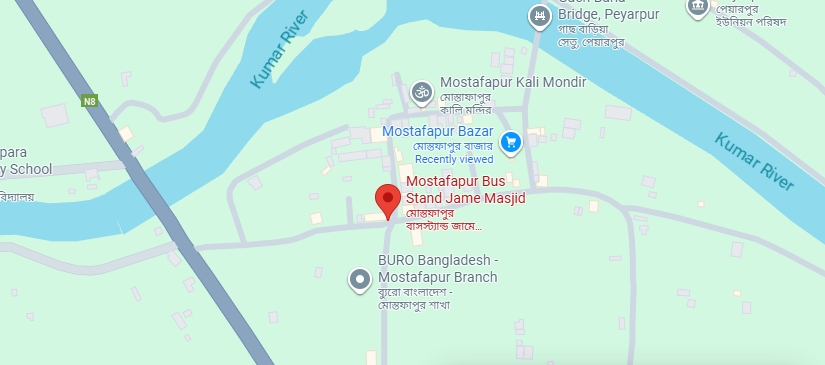 Bridge, Peyarpur
গাছ বাড়িয়া
সেতু, পেয়ারপুর
পেয়ারপুর
ইউনিয়ন পরিষদ
Kumar River
N8
Mostafapur Kali Mondir
মোস্তাফাপুর
কালি মন্দির
Mostafapur Bazar
মোস্তফাপুর বাজার
Recently viewed
Kumar River
para
y School
বিদ্যালয়
Mostafapur Bus
Stand Jame Masjid
মোস্তফাপুর
বাসস্ট্যান্ড জামে...
BURO Bangladesh -
Mostafapur Branch
ব্যুরো বাংলাদেশ -
মোস্তফাপুর শাখা